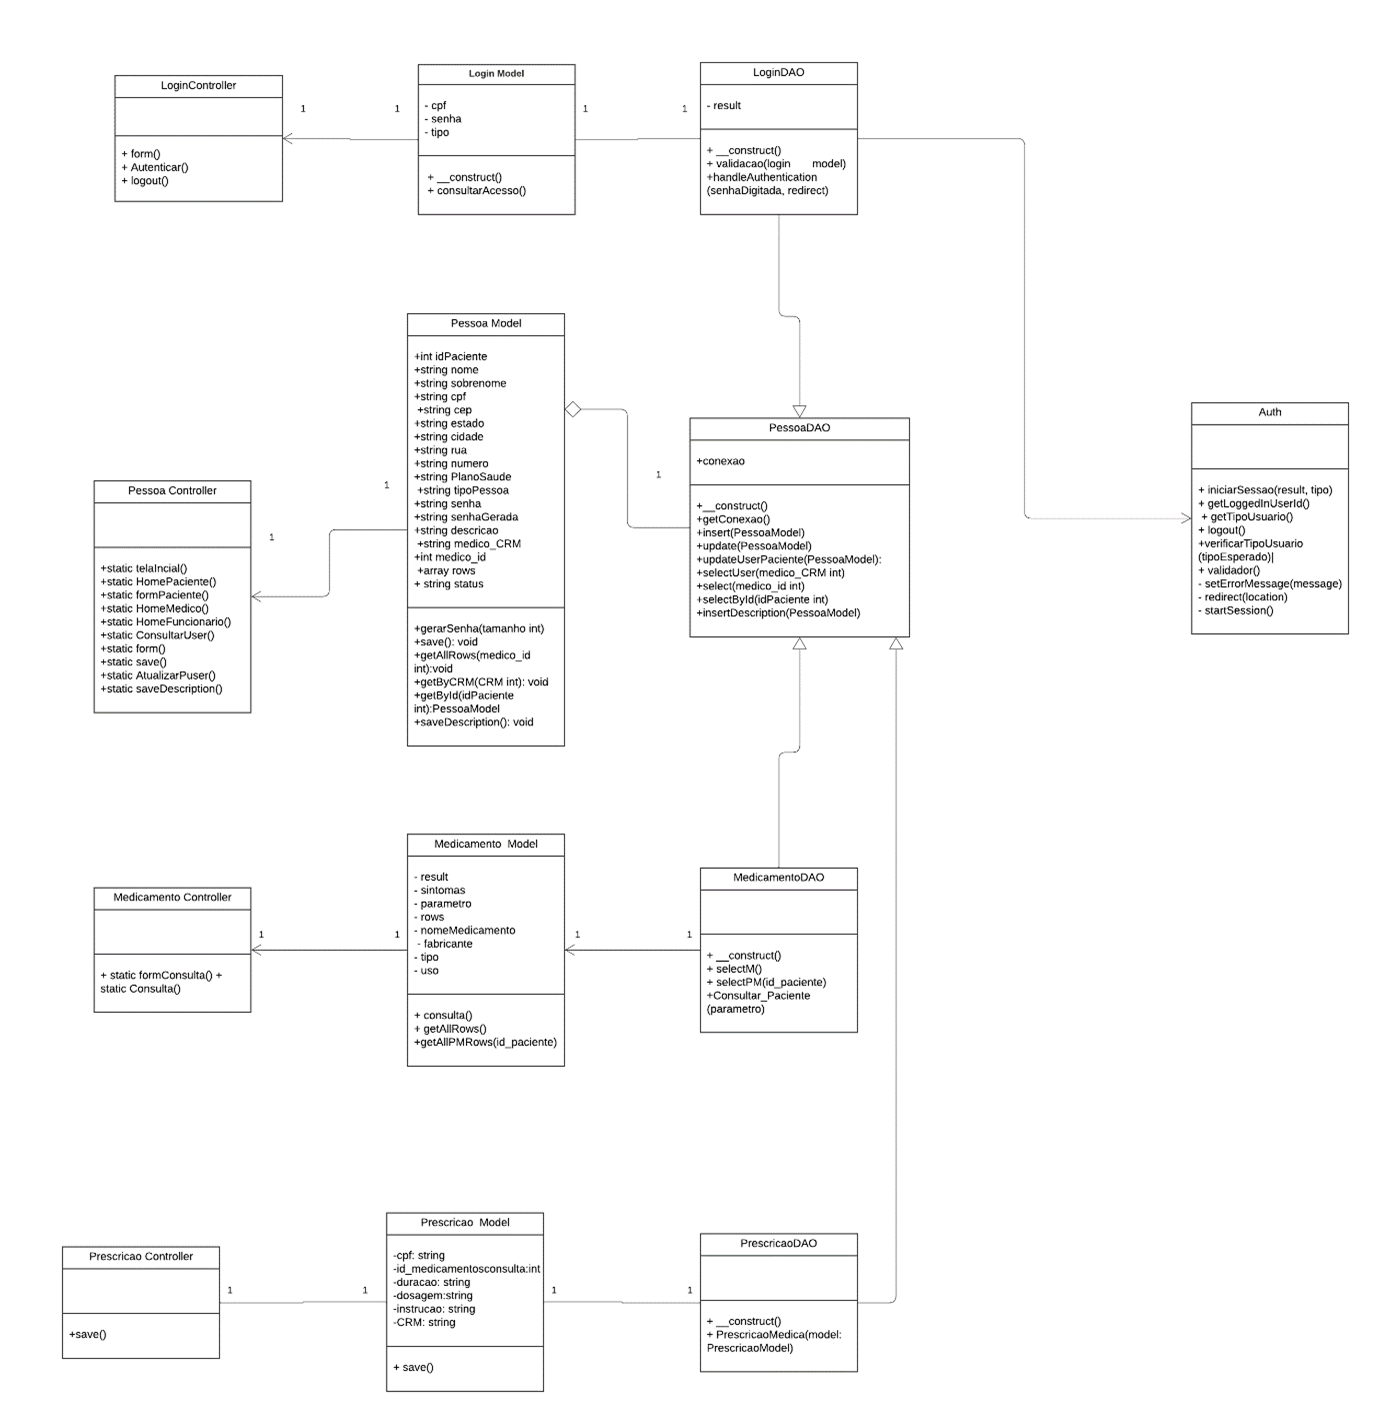 LoginController
+ form()
+ Autenticar()
+ logout()
1
1
Login Model
- cpf
- senha
- tipo
+ __construct()
+ consultarAcesso()
1
1
LoginDAO
- result
+ __construct()
+ validacao(login model)
+handleAuthentication
(senhaDigitada, redirect)
Pessoa Controller
+static telaIncial()
+static HomePaciente()
+static formPaciente()
+static HomeMedico()
+static HomeFuncionario()
+static ConsultarUser()
+static form()
+static save()
+static AtualizarPuser()
+static saveDescription()
1
1
Pessoa Model
+int idPaciente
+string nome
+string sobrenome
+string cpf
+string cep
+string estado
+string cidade
+string rua
+string numero
+string PlanoSaude
+string tipoPessoa
+string senha
+string senhaGerada
+string descricao
+string medico_CRM
+int medico_id
+array rows
+ string status
+gerarSenha(tamanho int)
+save(): void
+getAllRows(medico_id
int):void
+getByCRM(CRM int): void
+getById(idPaciente
int):PessoaModel
+saveDescription(): void
1
PessoaDAO
+conexao
+__construct()
+getConexao()
+insert(PessoaModel)
+update(PessoaModel)
+updateUserPaciente(PessoaModel):
+selectUser(medico_CRM int)
+select(medico_id int)
+selectById(idPaciente int)
+insertDescription(PessoaModel)
Auth
+ iniciarSessao(result, tipo)
+ getLoggedInUserId()
+ getTipoUsuario()
+ logout()
+verificarTipoUsuario
(tipoEsperado)|
+ validador()
- setErrorMessage(message)
- redirect(location)
- startSession()
Medicamento Controller
+ static formConsulta() +
static Consulta()
1
1
Medicamento Model
- result
- sintomas
- parametro
- rows
- nomeMedicamento
- fabricante
- tipo
- uso
+ consulta()
+ getAllRows()
+getAllPMRows(id_paciente)
1
1
MedicamentoDAO
+ __construct()
+ selectM()
+ selectPM(id_paciente)
+Consultar_Paciente
(parametro)
Prescricao Controller
+save()
1
1
Prescricao Model
-cpf: string
-id_medicamentosconsulta:int
-duracao: string
-dosagem:string
-instrucao: string
-CRM: string
+ save()
1
1
PrescricaoDAO
+ __construct()
+ PrescricaoMedica(model:
PrescricaoModel)